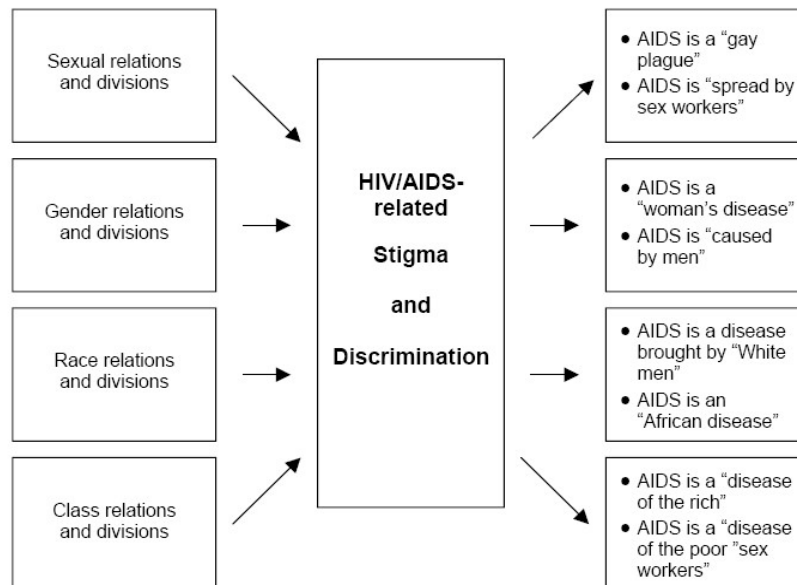 Sexual relations
and divisions
Gender relations
and divisions
Race relations
and divisions
Class relations
and divisions
HIV/AIDS-
related
Stigma
and
Discrimination
• AIDS is a “gay
plague”
• AIDS is “spread by
sex workers”
• AIDS is a
“woman’s disease”
• AIDS is “caused
by men”
• AIDS is a disease
brought by “White
men”
• AIDS is an
“African disease”
• AIDS is a “disease
of the rich”
• AIDS is a “disease
of the poor ”sex
workers”